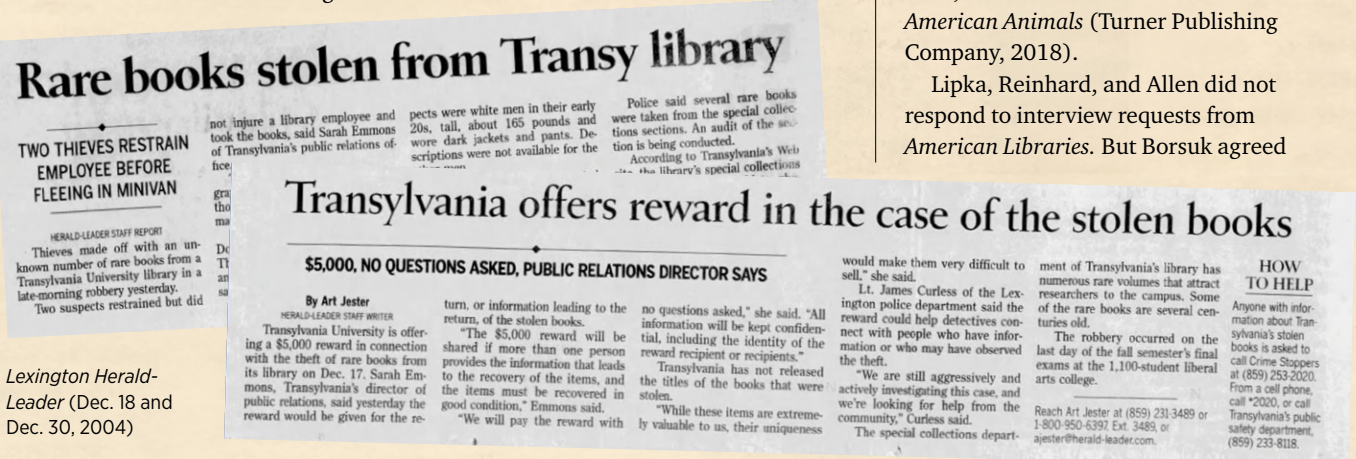 Rare books stolen from Transy library
TWO THIEVES RESTRAIN
EMPLOYEE BEFORE
FLEEING IN MINIVAN
HERALD-LEADER STAFF REPORT
Thieves made off with an un-
known number of rare books from a
Transylvania University library in a
late-morning robbery yesterday.
Two suspects restrained but did
not injure a library employee and
took the books, said Sarah Emmons
of Transylvania's public relations of-
fice
gra
tho
ma
Do
Th
an
sa
pects were white men in their early
20s, tall, about 165 pounds and
wore dark jackets and pants. De-
scriptions were not available for the
Police said several rare books
were taken from the special collec-
tions sections. An audit of the
tion is being conducted.
According to Transylvania's Web
the library's special collections
Transylvania offers reward in the case of the stolen books
$5,000, NO QUESTIONS ASKED, PUBLIC RELATIONS DIRECTOR SAYS
By Art Jester
HERALD-LEADER STAFF WRITER
Transylvania University is offer-
ing a $5,000 reward in connection
with the theft of rare books from
its library on Dec. 17. Sarah Em-
mons, Transylvania's director of
public relations, said yesterday the
reward would be given for the re-
turn, or information leading to the
return, of the stolen books.
"The $5,000 reward will be
shared if more than one person
provides the information that leads
to the recovery of the items, and
the items must be recovered in
good condition," Emmons said.
"We will pay the reward with
no questions asked," she said. "All
information will be kept confiden-
tial, including the identity of the
reward recipient or recipients."
Transylvania has not released
the titles of the books that were
stolen.
"While these items are extreme-
ly valuable to us, their uniqueness
would make them very difficult to
sell," she said.
Lt. James Curless of the Lex-
ington police department said the
reward could help detectives con-
nect with people who have infor-
mation or who may have observed
the theft.
"We are still aggressively and
actively investigating this case, and
we're looking for help from the
community," Curless said.
The special collections depart-
ment of Transylvania's library has
numerous rare volumes that attract
researchers to the campus. Some
of the rare books are several cen-
turies old.
The robbery occurred on the
last day of the fall semester's final
exams at the 1,100-student liberal
arts college.
Reach Art Jester at (859) 231-3489 or
1-800-950-6397, Ext. 3489, or
ajester@herald-leader.com.
HOW
TO HELP
Anyone with infor-
mation about Tran-
sylvania's stolen
books is asked to
call Crime Stoppers
at (859) 253-2020.
From a cell phone,
call *2020, or call
Transylvania's public
safety department,
(859) 233-8118.
Lexington Herald-
Leader (Dec. 18 and
Dec. 30, 2004)
American Animals (Turner Publishing
Company, 2018).
Lipka, Reinhard, and Allen did not
respond to interview requests from
American Libraries. But Borsuk agreed